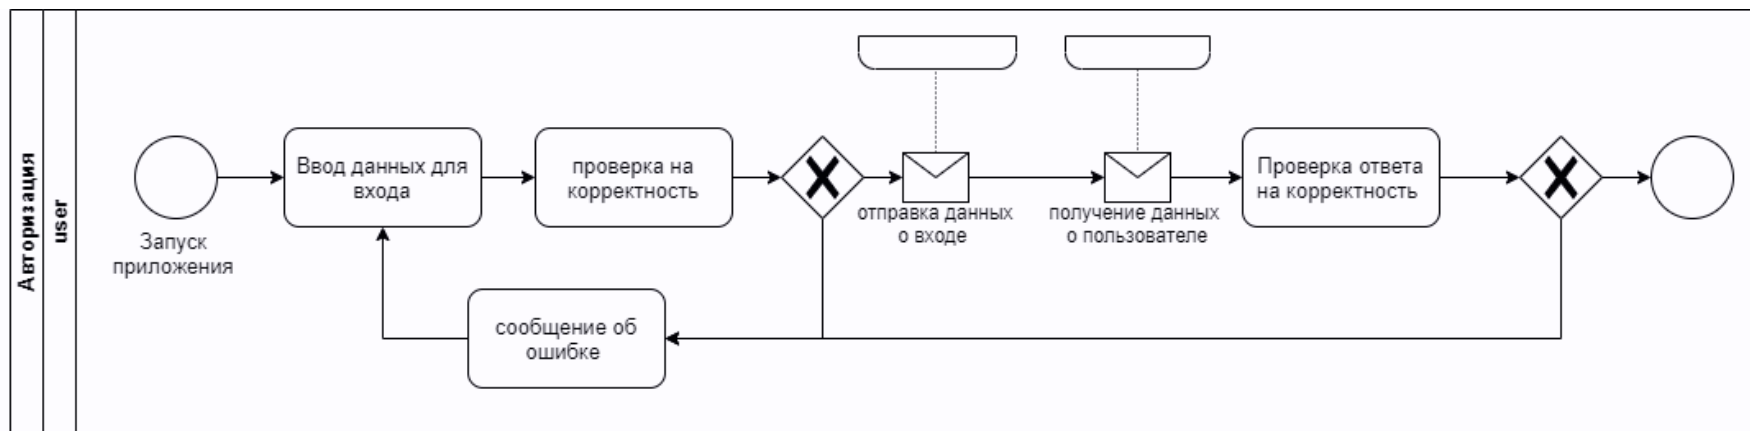 Авторизация
user
Запуск
приложения
Ввод данных для
входа
проверка на
корректность
отправка данных
о входе
получение данных
о пользователе
Проверка ответа
на корректность
сообщение об
ошибке